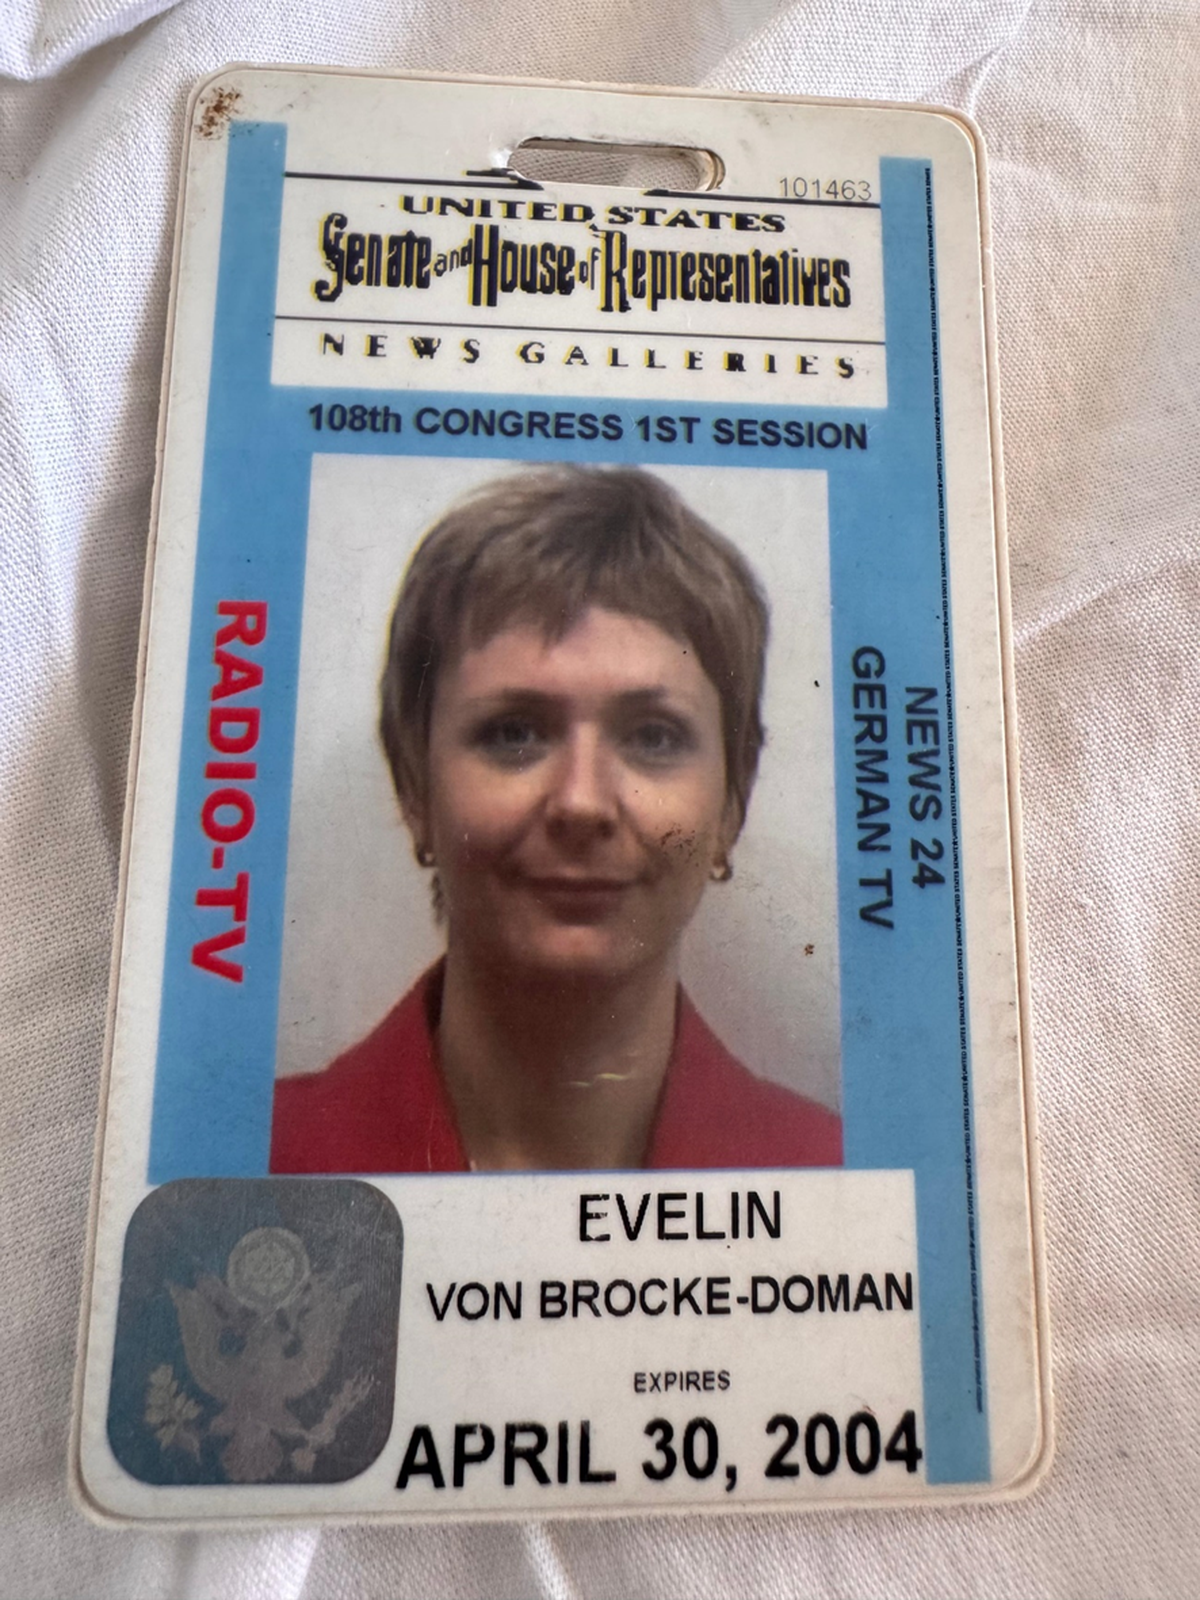 101463
UNITED STATES
Senate and House of Representatives
NEWS GALLERIES
108th CONGRESS 1ST SESSION
RADIO-TV
NEWS 24
GERMAN TV
EVELIN
VON BROCKE-DOMAN
EXPIRES
APRIL 30, 2004